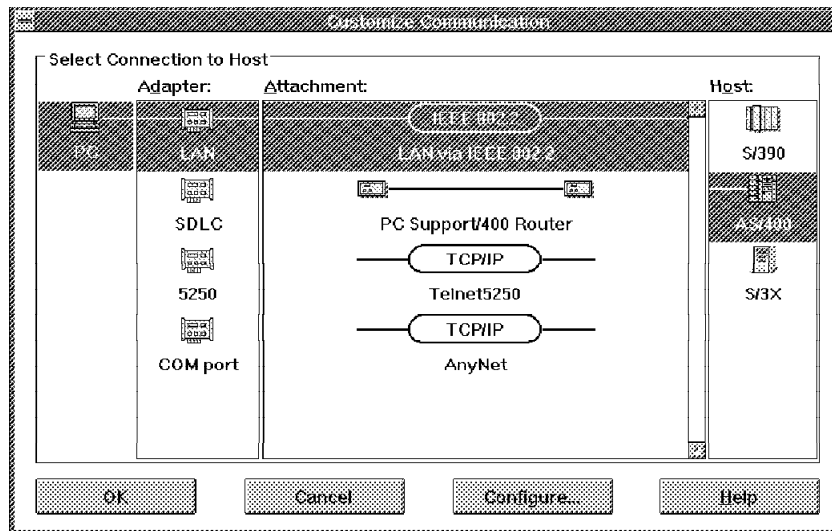 Customize Communication
Select Connection to Host
Adapter: Attachment: Host:
IEEE 802.2
PC LAN LAN via IEEE 802.2 S/390
SDLC PC Support/400 Router AS/400
TCP/IP
5250 Telnet5250 S/3X
TCP/IP
COM port AnyNet
OK Cancel Configure... Help